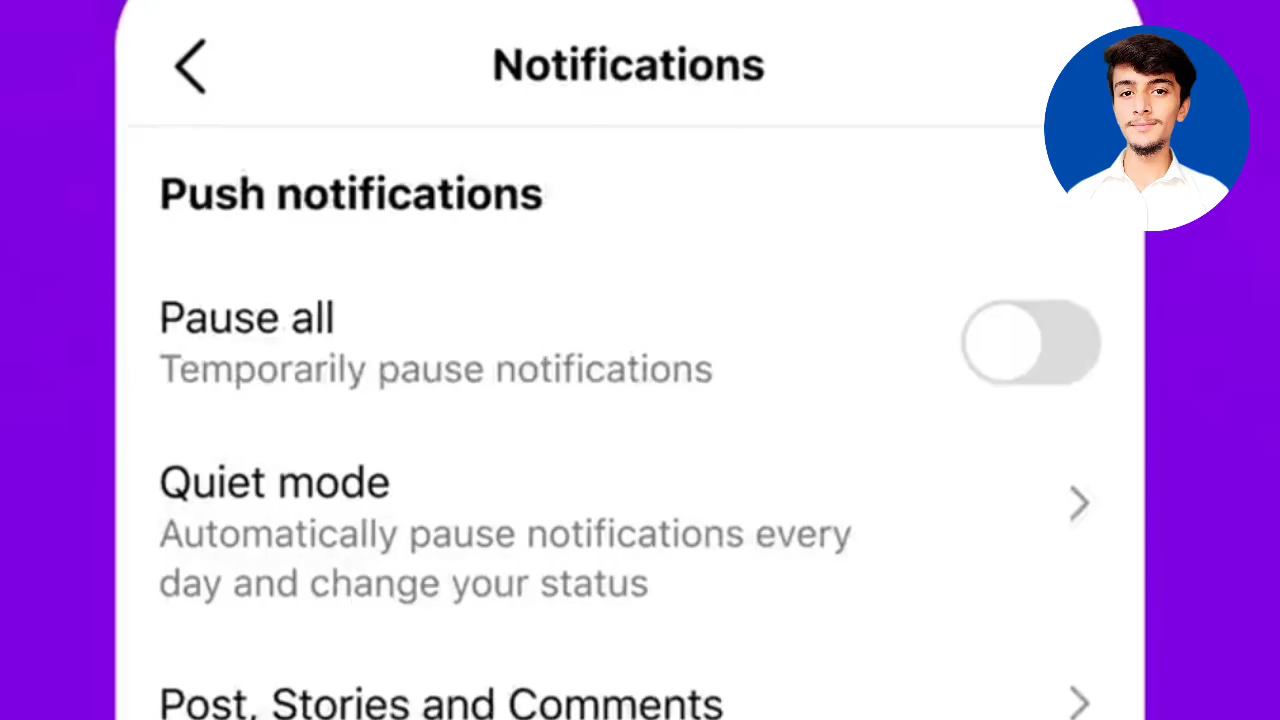 Notifications
Push notifications
Pause all
Temporarily pause notifications
Quiet mode
Automatically pause notifications every
day and change your status
Post, Stories and Comments